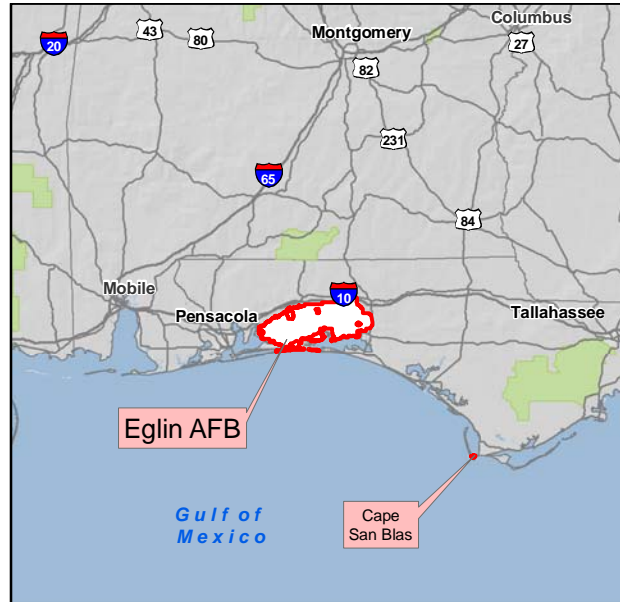 Columbus
43
80
Montgomery
27
20
82
231
65
84
Mobile
10
Pensacola
Tallahassee
Eglin AFB
Gulf of
Mexico
Cape
San Blas